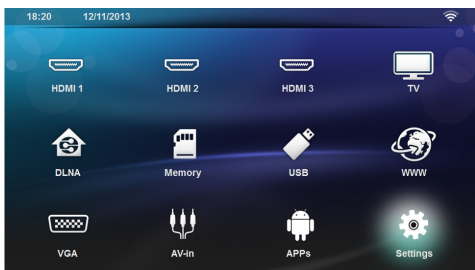 18:20 12/11/2013
HDMI 1 HDMI 2 HDMI 3 TV
DLNA Memory USB WWW
VGA AV-in APPs Settings